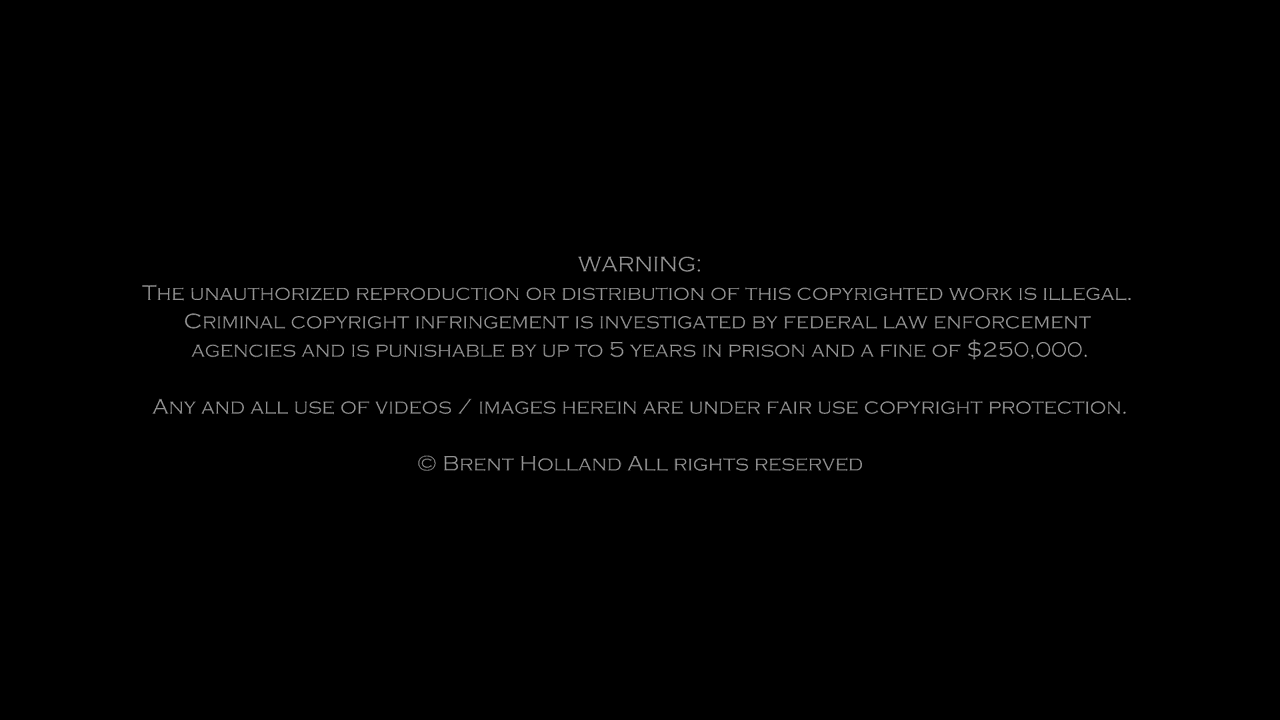 WARNING:
The unauthorized reproduction or distribution of this copyrighted work is illegal.
Criminal copyright infringement is investigated by federal law enforcement
agencies and is punishable by up to 5 years in prison and a fine of $250,000.
Any and all use of videos / images herein are under fair use copyright protection.
© Brent Holland All rights reserved